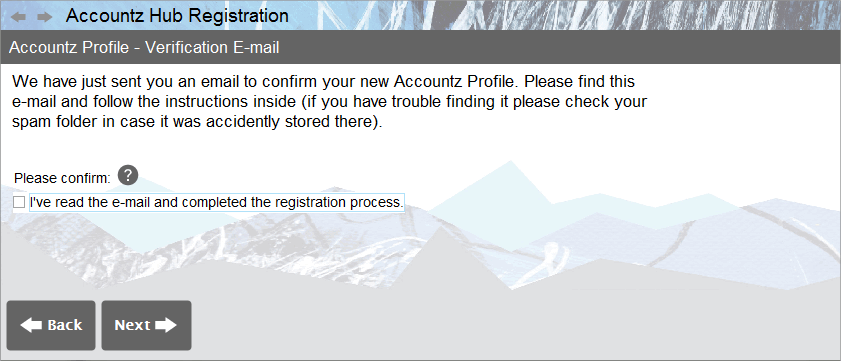 Accountz Hub Registration
Accountz Profile - Verification E-mail
We have just sent you an email to confirm your new Accountz Profile. Please find this
e-mail and follow the instructions inside (if you have trouble finding it please check your
spam folder in case it was accidently stored there).
Please confirm: ?
I've read the e-mail and completed the registration process.
Back Next